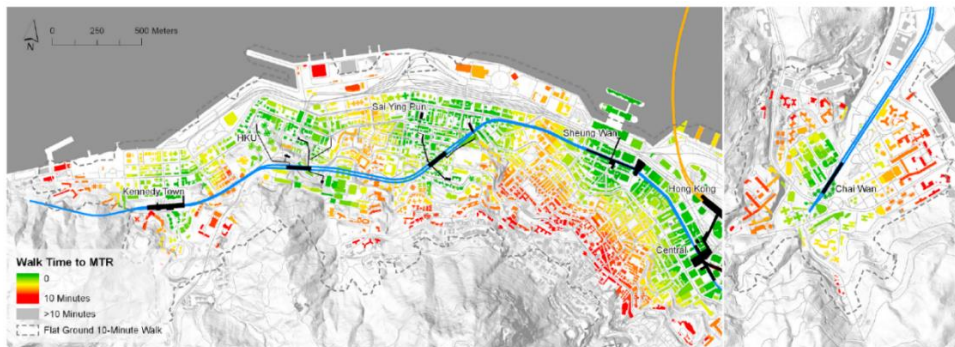 N
0 250 500 Meters
Sai Ying Pun
HKU
Sheung Wan
Kennedy Town
Hong Kong
Central
Chai Wan
Walk Time to MTR
0
10 Minutes
>10 Minutes
Flat Ground 10-Minute Walk